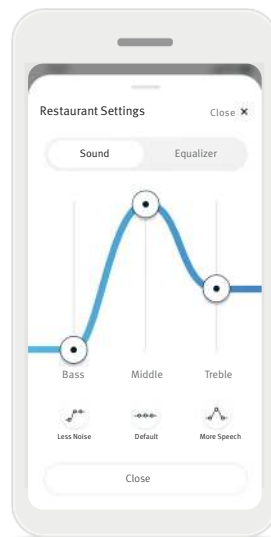 Restaurant Settings Close ×
Sound Equalizer
Bass Middle Treble
Less Noise Default More Speech
Close